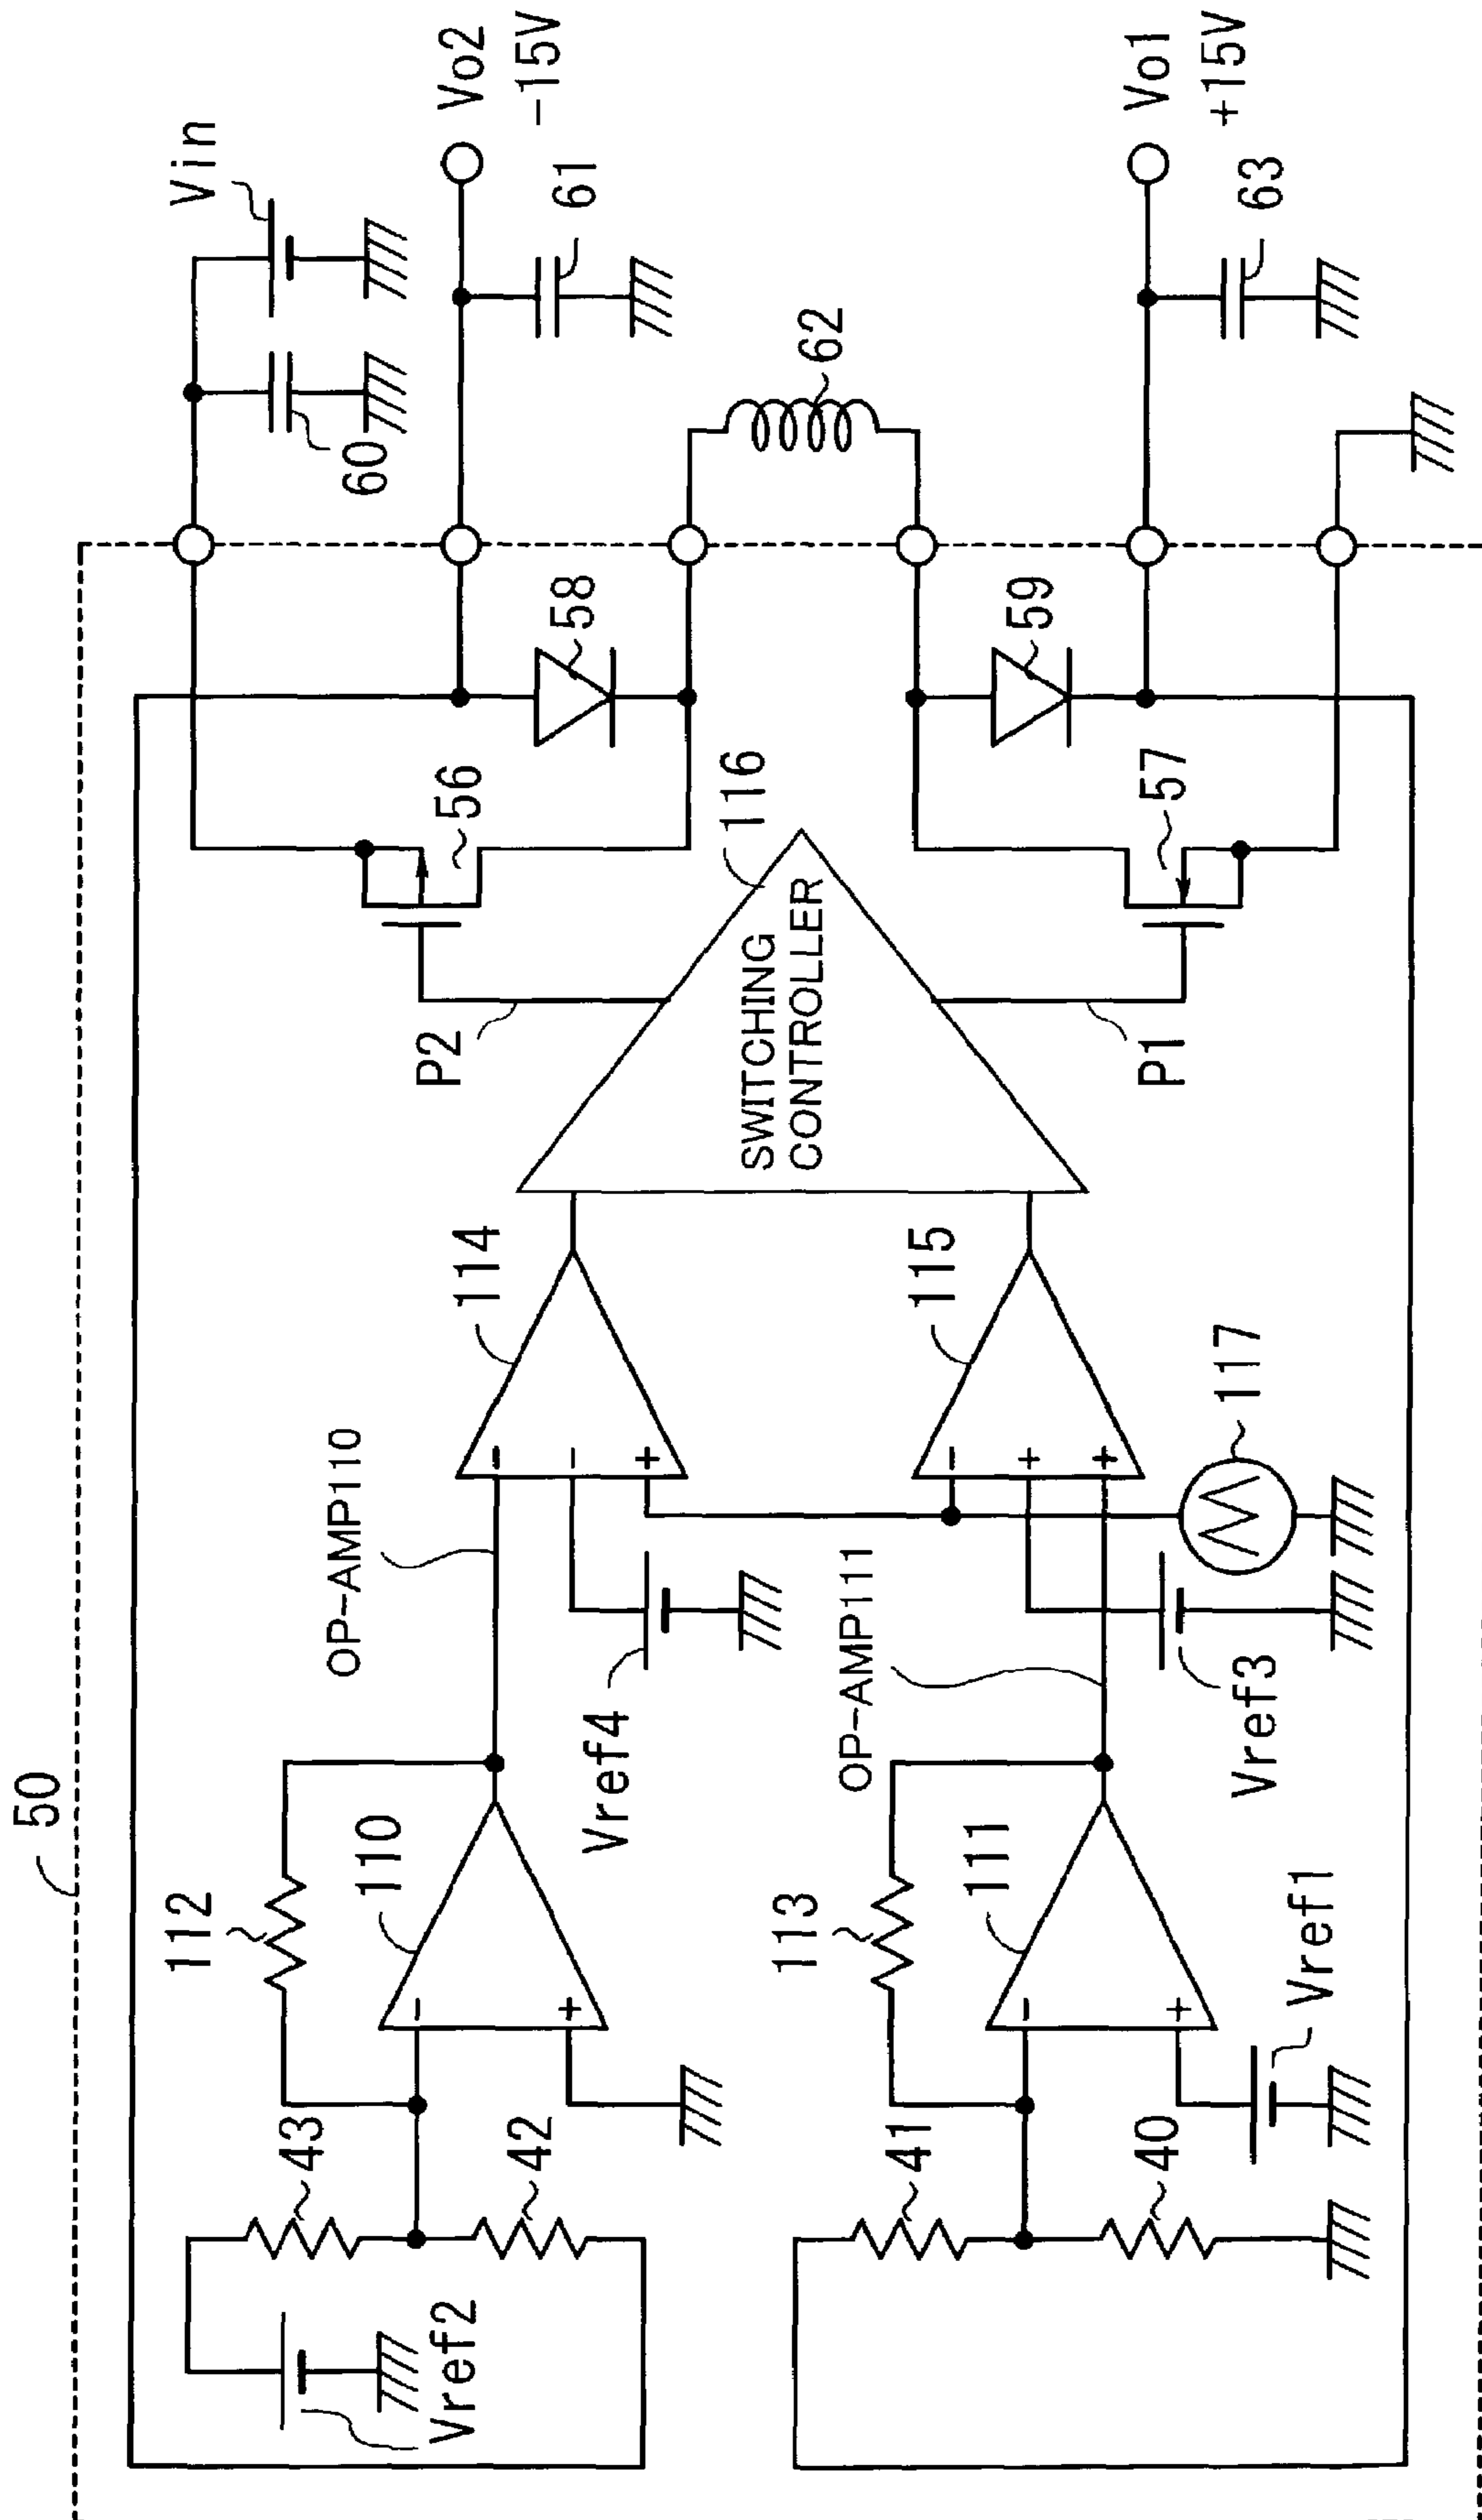 50
Vin
60
Vo2
-15V
61
62
Vo1
+15V
63
58
59
56
57
116
SWITCHING
CONTROLLER
P2
P1
114
115
117
-
-
+
-
+
+
OP-AMP110
OP-AMP111
Vref4
Vref3
112
110
-
+
113
111
-
+
Vref1
43
42
41
40
Vref2